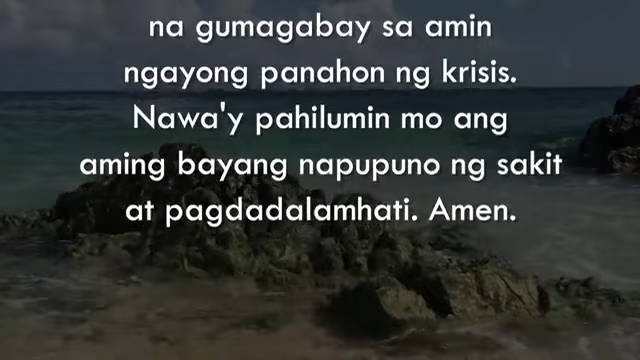 na gumagabay sa amin
ngayong panahon ng krisis.
Nawa'y pahilumin mo ang
aming bayang napupuno ng sakit
at pagdadalamhati. Amen.